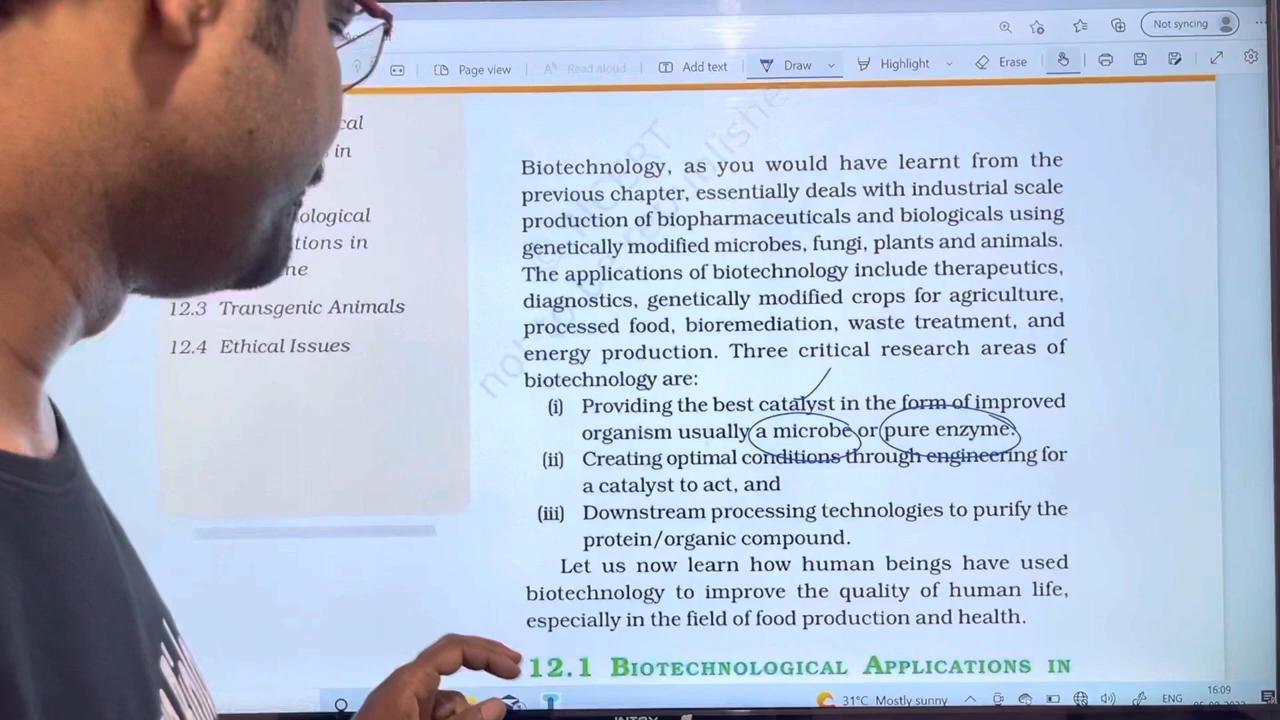 Not syncing
Page view
Read aloud
Add text
Draw
Highlight
Erase
cal
in
ological
tions in
ne
12.3 Transgenic Animals
12.4 Ethical Issues
Biotechnology, as you would have learnt from the
previous chapter, essentially deals with industrial scale
production of biopharmaceuticals and biologicals using
genetically modified microbes, fungi, plants and animals.
The applications of biotechnology include therapeutics,
diagnostics, genetically modified crops for agriculture,
processed food, bioremediation, waste treatment, and
energy production. Three critical research areas of
biotechnology are:
(i) Providing the best catalyst in the form of improved
organism usually a microbe or pure enzyme.
(ii) Creating optimal conditions through engineering for
a catalyst to act, and
(iii) Downstream processing technologies to purify the
protein/organic compound.
Let us now learn how human beings have used
biotechnology to improve the quality of human life,
especially in the field of food production and health.
12.1 BIOTECHNOLOGICAL APPLICATIONS IN
31°C Mostly sunny
ENG
16:09